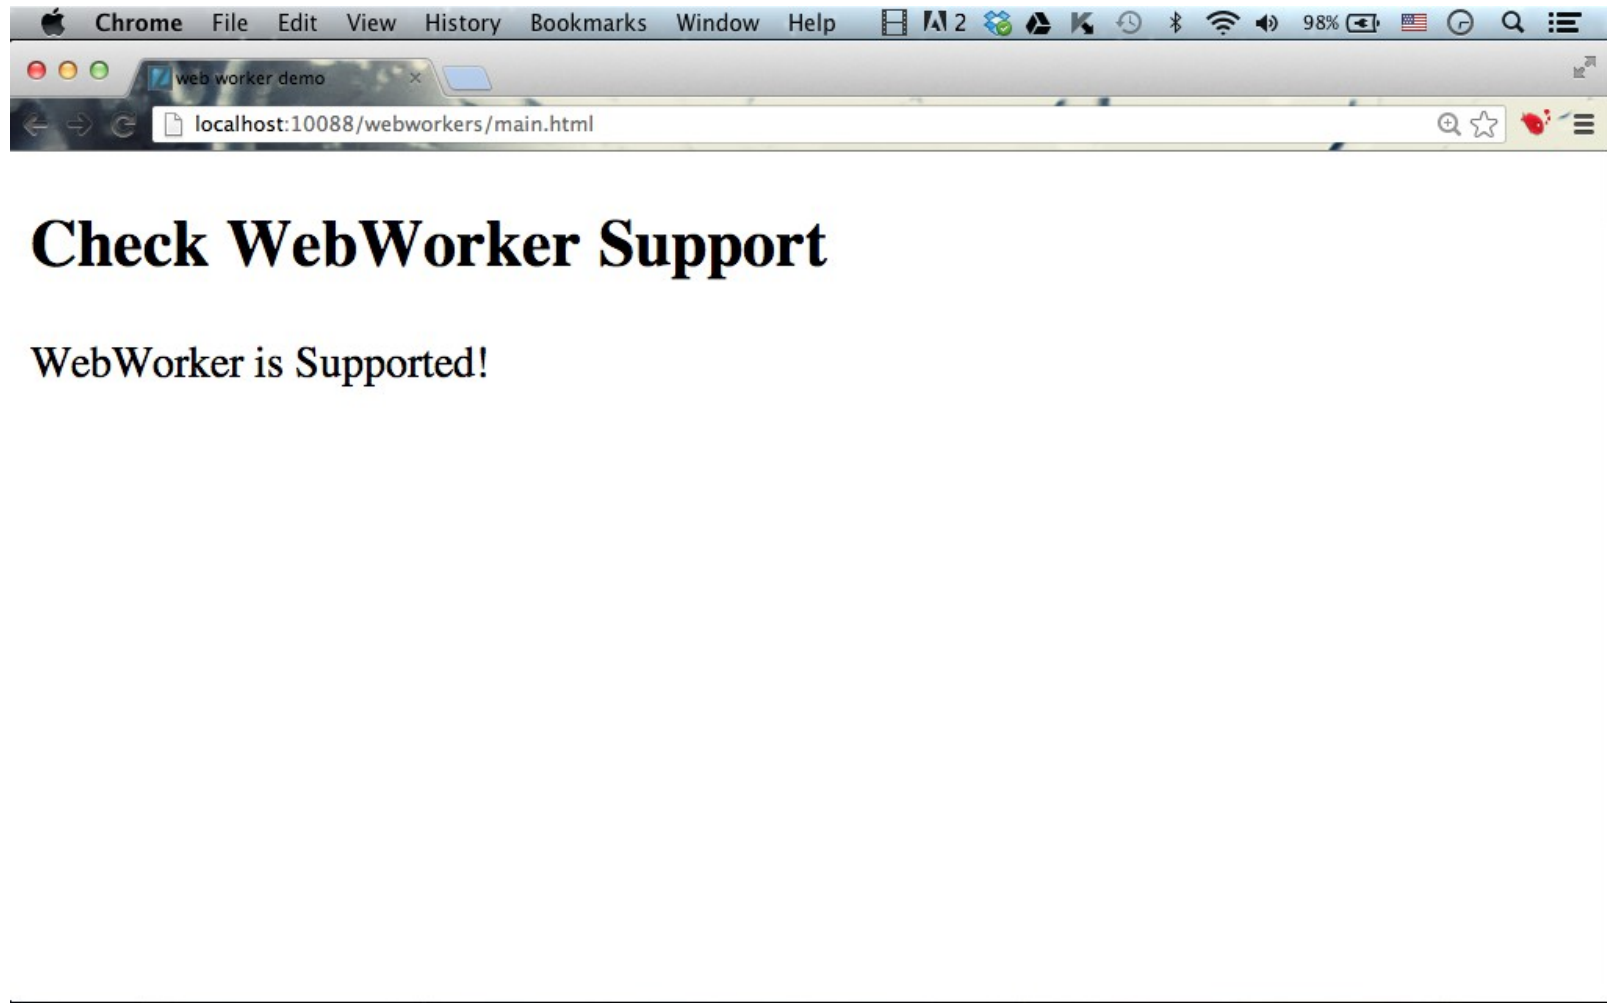 Chrome File Edit View History Bookmarks Window Help 2 98%
web worker demo
localhost:10088/webworkers/main.html
Check WebWorker Support
WebWorker is Supported!